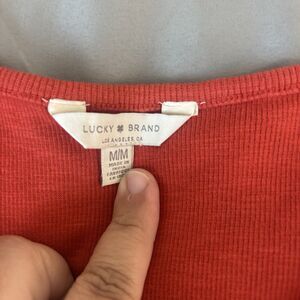 LUCKY BRAND
LOS ANGELES, CA
M/M
MADE IN